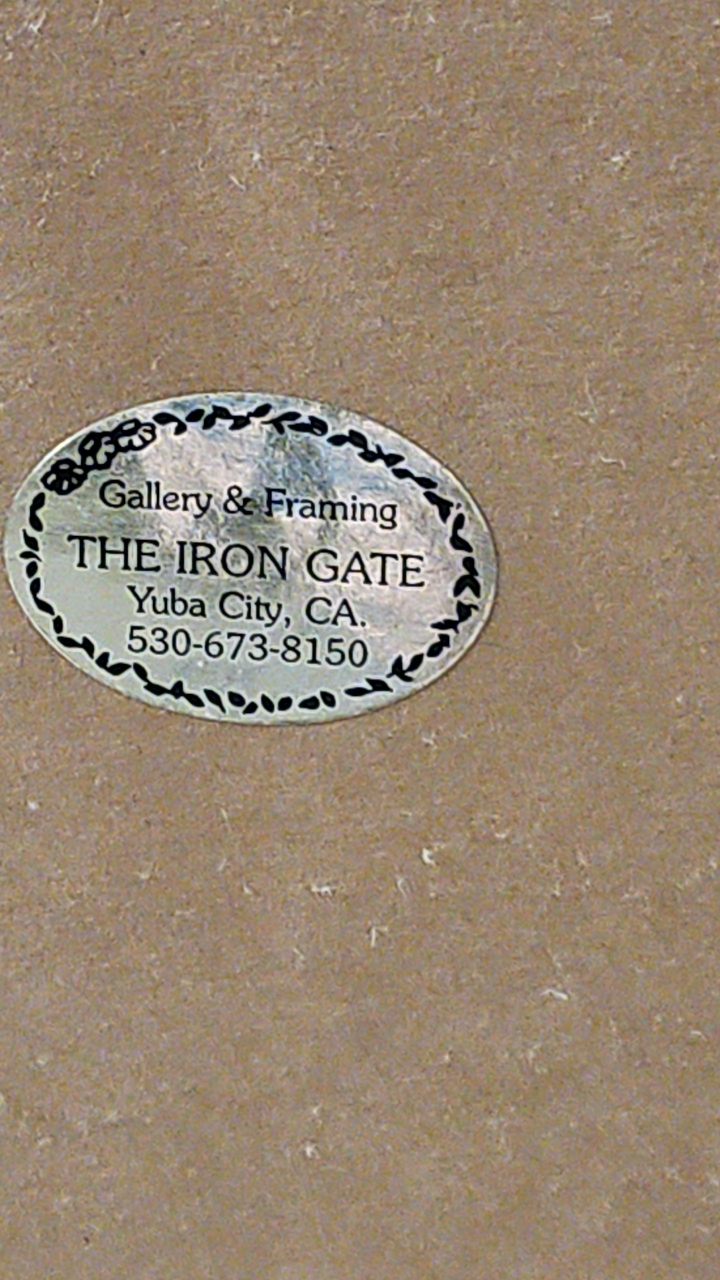 Gallery & Framing
THE IRON GATE
Yuba City, CA.
530-673-8150